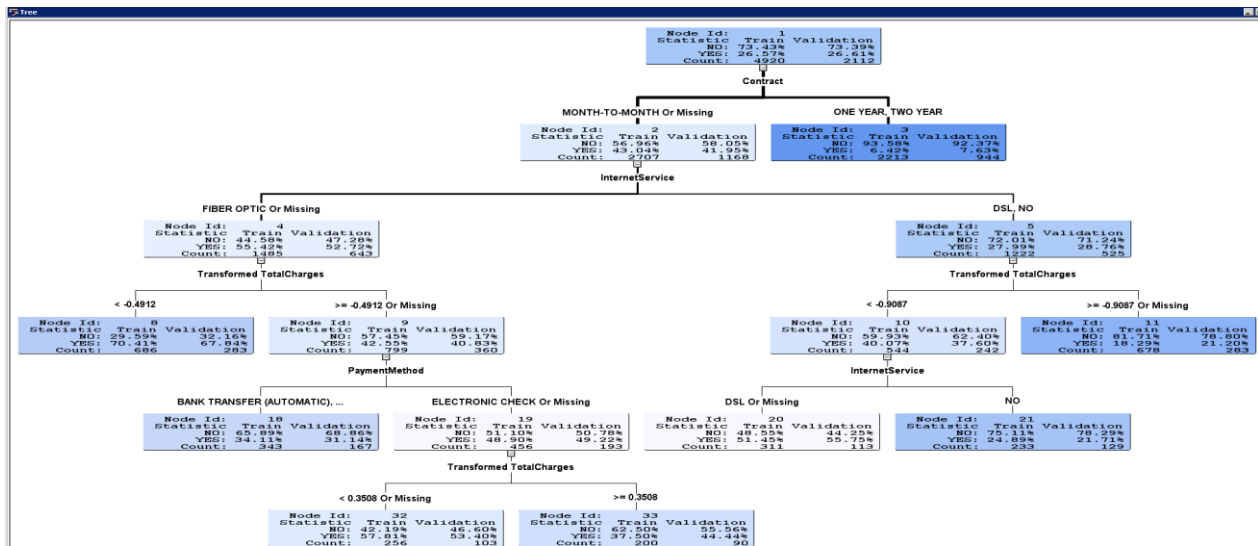 Tree
Node Id: 1
Statistic Train Validation
NO: 73.43% 73.39%
YES: 26.57% 26.61%
Count: 4920 2112
Contract
MONTH-TO-MONTH Or Missing
ONE YEAR, TWO YEAR
Node Id: 2
Statistic Train Validation
NO: 56.96% 58.05%
YES: 43.04% 41.95%
Count: 2707 1168
Node Id: 3
Statistic Train Validation
NO: 93.58% 92.37%
YES: 6.42% 7.63%
Count: 2213 944
InternetService
FIBER OPTIC Or Missing
DSL, NO
Node Id: 4
Statistic Train Validation
NO: 44.58% 47.28%
YES: 55.42% 52.72%
Count: 1485 643
Node Id: 5
Statistic Train Validation
NO: 72.01% 71.24%
YES: 27.99% 28.76%
Count: 1222 525
Transformed TotalCharges
Transformed TotalCharges
< -0.4912
>= -0.4912 Or Missing
< -0.9087
>= -0.9087 Or Missing
Node Id: 8
Statistic Train Validation
NO: 29.59% 32.16%
YES: 70.41% 67.84%
Count: 686 283
Node Id: 9
Statistic Train Validation
NO: 57.45% 59.17%
YES: 42.55% 40.83%
Count: 799 360
Node Id: 10
Statistic Train Validation
NO: 59.93% 62.40%
YES: 40.07% 37.60%
Count: 544 242
Node Id: 11
Statistic Train Validation
NO: 81.71% 78.80%
YES: 18.29% 21.20%
Count: 678 283
PaymentMethod
InternetService
BANK TRANSFER (AUTOMATIC), ...
ELECTRONIC CHECK Or Missing
DSL Or Missing
NO
Node Id: 18
Statistic Train Validation
NO: 65.89% 68.86%
YES: 34.11% 31.14%
Count: 343 167
Node Id: 19
Statistic Train Validation
NO: 51.10% 50.78%
YES: 48.90% 49.22%
Count: 456 193
Node Id: 20
Statistic Train Validation
NO: 48.55% 44.25%
YES: 51.45% 55.75%
Count: 311 113
Node Id: 21
Statistic Train Validation
NO: 75.11% 78.29%
YES: 24.89% 21.71%
Count: 233 129
Transformed TotalCharges
< 0.3508 Or Missing
>= 0.3508
Node Id: 32
Statistic Train Validation
NO: 42.19% 46.60%
YES: 57.81% 53.40%
Count: 256 103
Node Id: 33
Statistic Train Validation
NO: 62.50% 55.56%
YES: 37.50% 44.44%
Count: 200 90